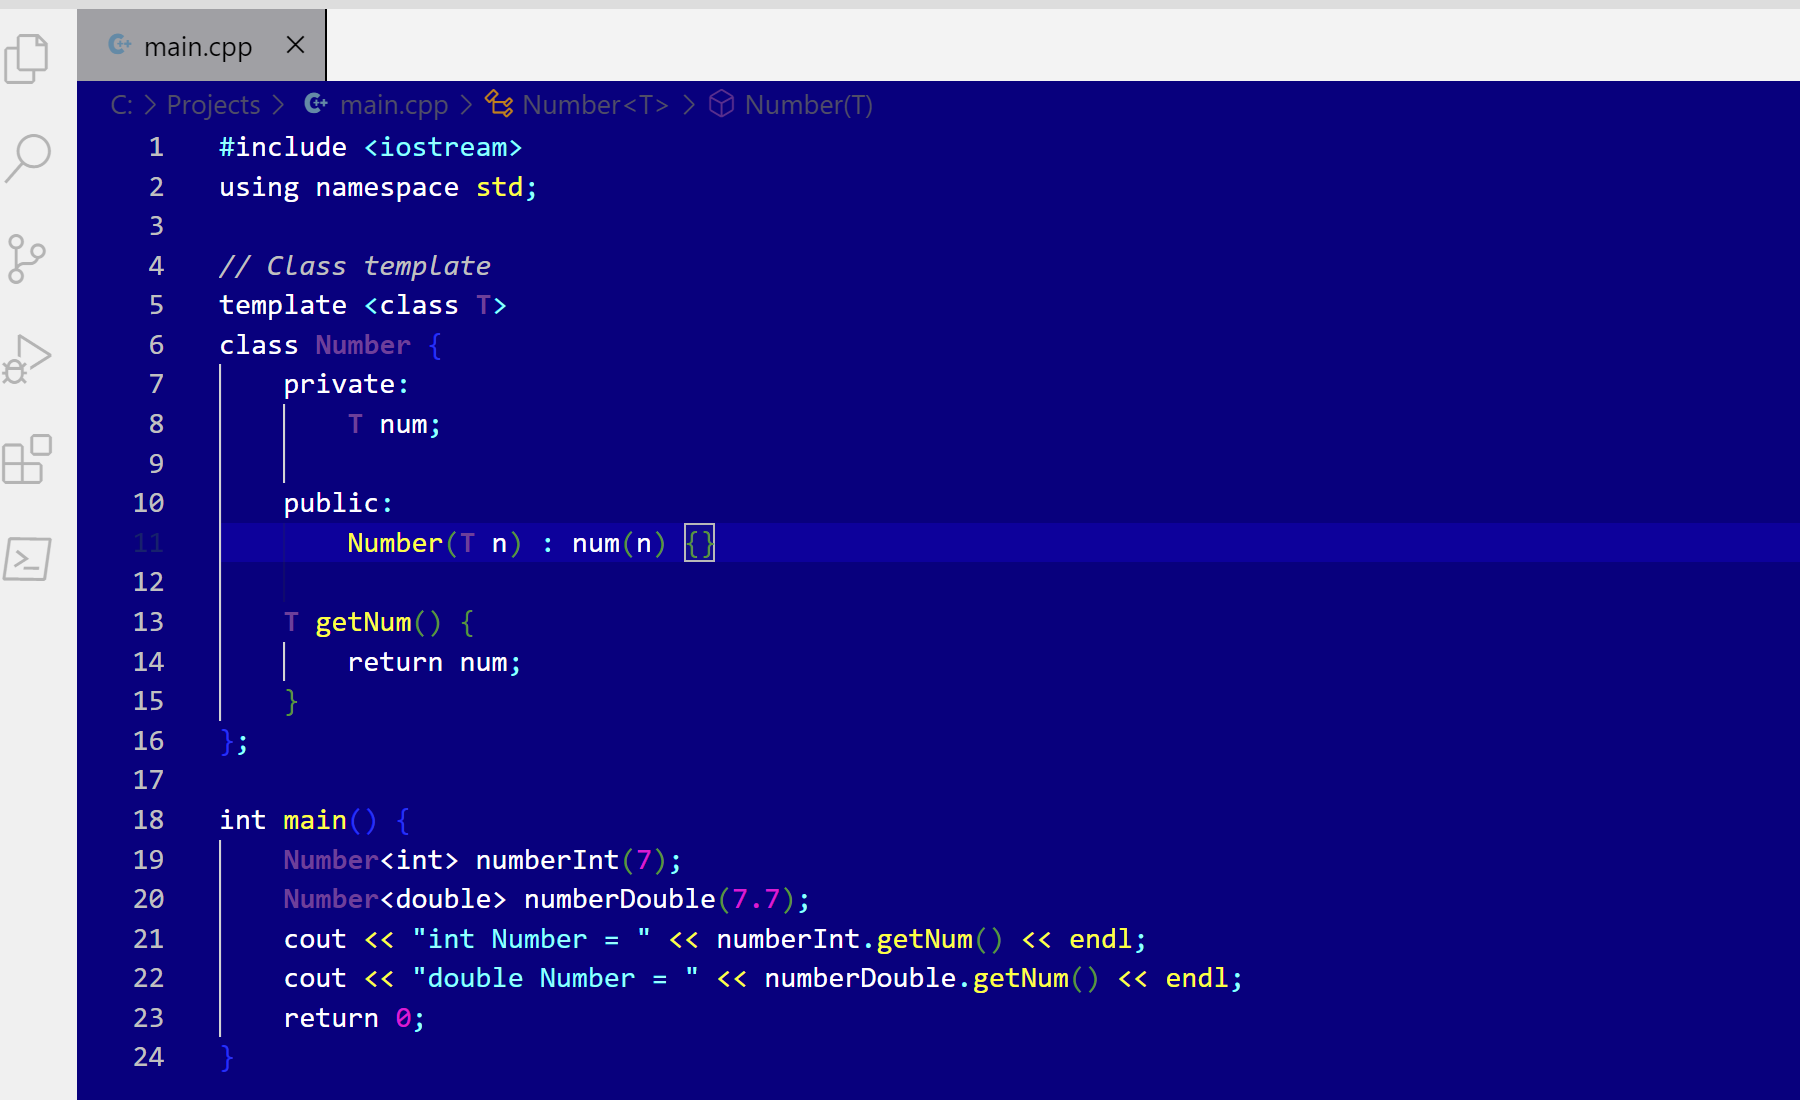 main.cpp
C: > Projects > main.cpp > Number<T> > Number(T)
1 #include <iostream>
2 using namespace std;
3
4 // Class template
5 template <class T>
6 class Number {
7     private:
8         T num;
9
10     public:
11         Number(T n) : num(n) {}
12
13     T getNum() {
14         return num;
15     }
16 };
17
18 int main() {
19     Number<int> numberInt(7);
20     Number<double> numberDouble(7.7);
21     cout << "int Number = " << numberInt.getNum() << endl;
22     cout << "double Number = " << numberDouble.getNum() << endl;
23     return 0;
24 }